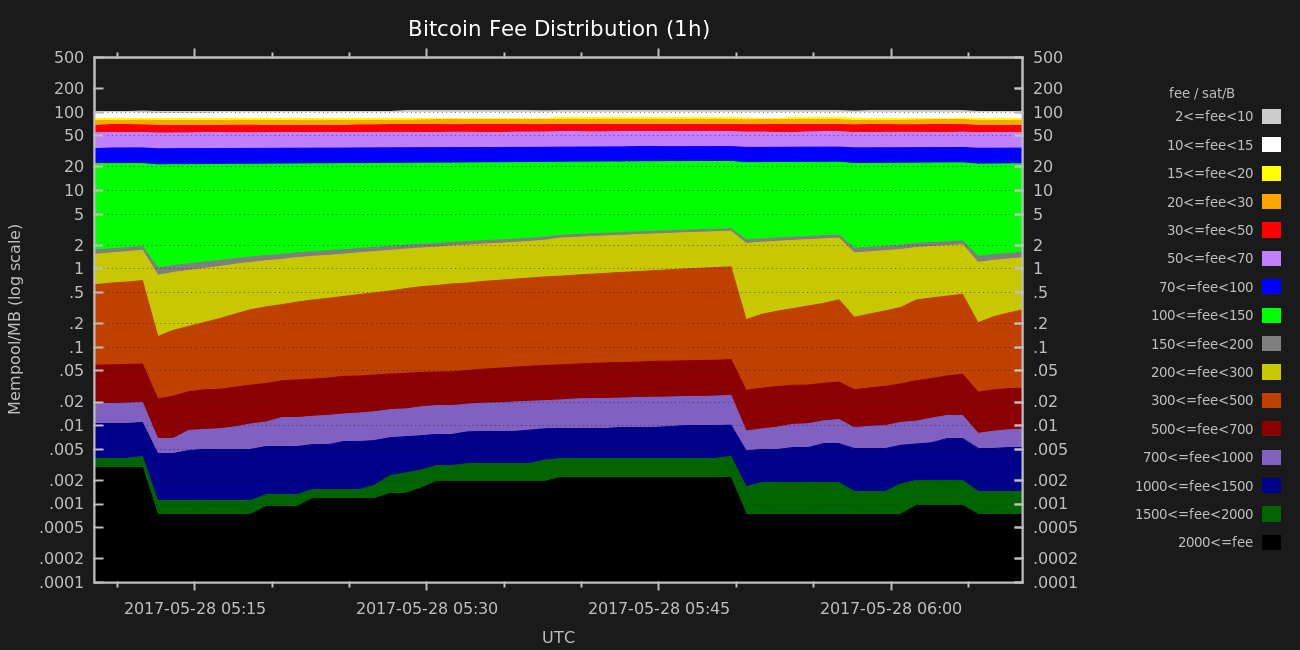 Bitcoin Fee Distribution (1h)
Mempool/MB (log scale)
500
200
100
50
20
10
5
2
1
.5
.2
.1
.05
.02
.01
.005
.002
.001
.0005
.0002
.0001
500
200
100
50
20
10
5
2
1
.5
.2
.1
.05
.02
.01
.005
.002
.001
.0005
.0002
.0001
2017-05-28 05:15 2017-05-28 05:30 2017-05-28 05:45 2017-05-28 06:00
UTC
fee / sat/B
2<=fee<10
10<=fee<15
15<=fee<20
20<=fee<30
30<=fee<50
50<=fee<70
70<=fee<100
100<=fee<150
150<=fee<200
200<=fee<300
300<=fee<500
500<=fee<700
700<=fee<1000
1000<=fee<1500
1500<=fee<2000
2000<=fee